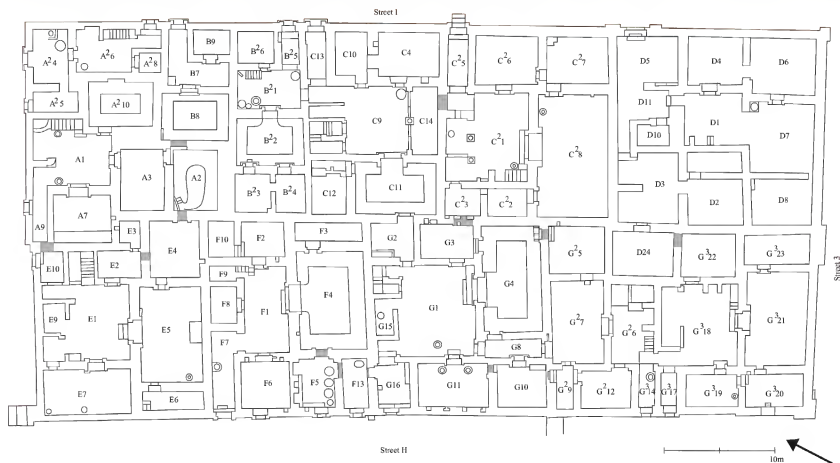 Street I
A²4
A²6
A²8
B7
B9
B²6
B²5
C13
C10
C4
C²5
C²6
C²7
D5
D4
D6
A²5
A²10
B8
B²1
C9
C14
C²1
C²8
D11
D10
D1
D7
A1
A3
A2
B²2
A7
A9
B²3
B²4
C12
C11
C²3
C²2
D3
D2
D8
E3
E4
F10
F2
F3
G2
G3
G4
G²5
D24
G³22
G³23
Street 3
E10
E2
F9
F8
F1
F4
G1
G15
G²7
G²6
G³18
G³21
E9
E1
E5
F7
G8
E7
E6
F6
F5
F13
G16
G11
G10
G²9
G²12
G³14
G³17
G³19
G³20
Street H
10m